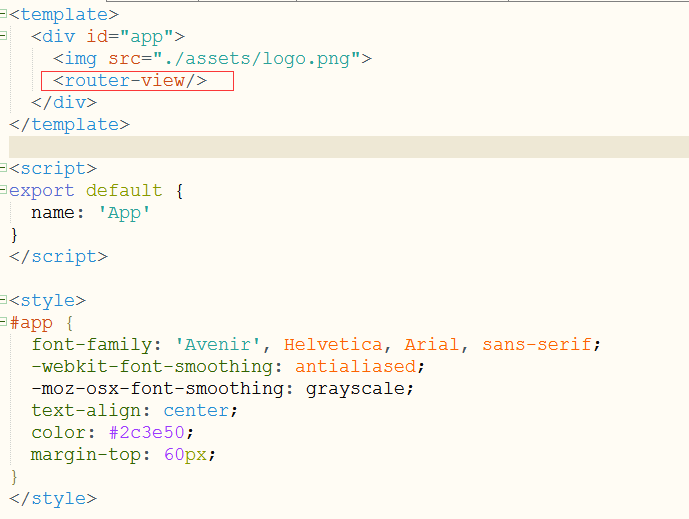 <template>
  <div id="app">
    <img src="./assets/logo.png">
    <router-view/>
  </div>
</template>
<script>
export default {
  name: 'App'
}
</script>
<style>
#app {
  font-family: 'Avenir', Helvetica, Arial, sans-serif;
  -webkit-font-smoothing: antialiased;
  -moz-osx-font-smoothing: grayscale;
  text-align: center;
  color: #2c3e50;
  margin-top: 60px;
}
</style>